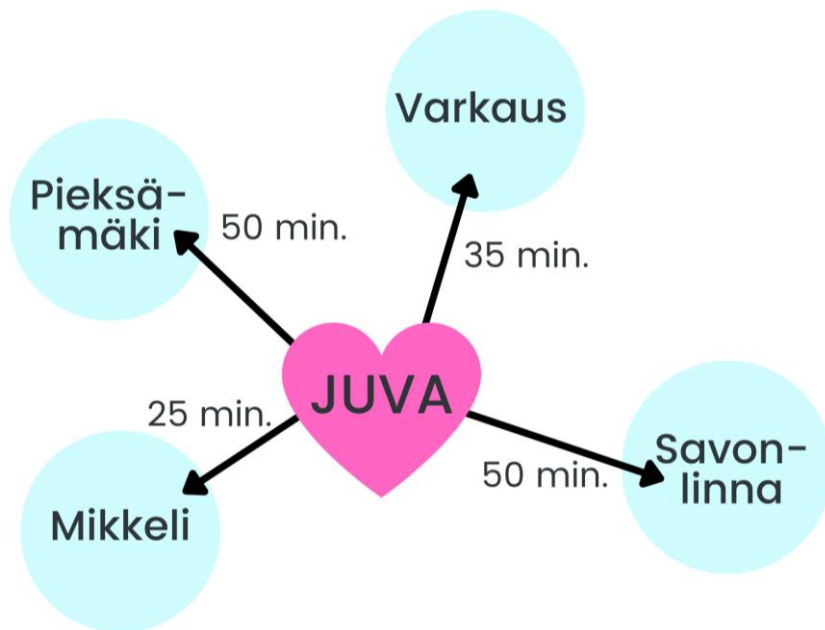 Varkaus
Pieksä-
mäki
50 min.
35 min.
JUVA
25 min.
Savon-
linna
50 min.
Mikkeli